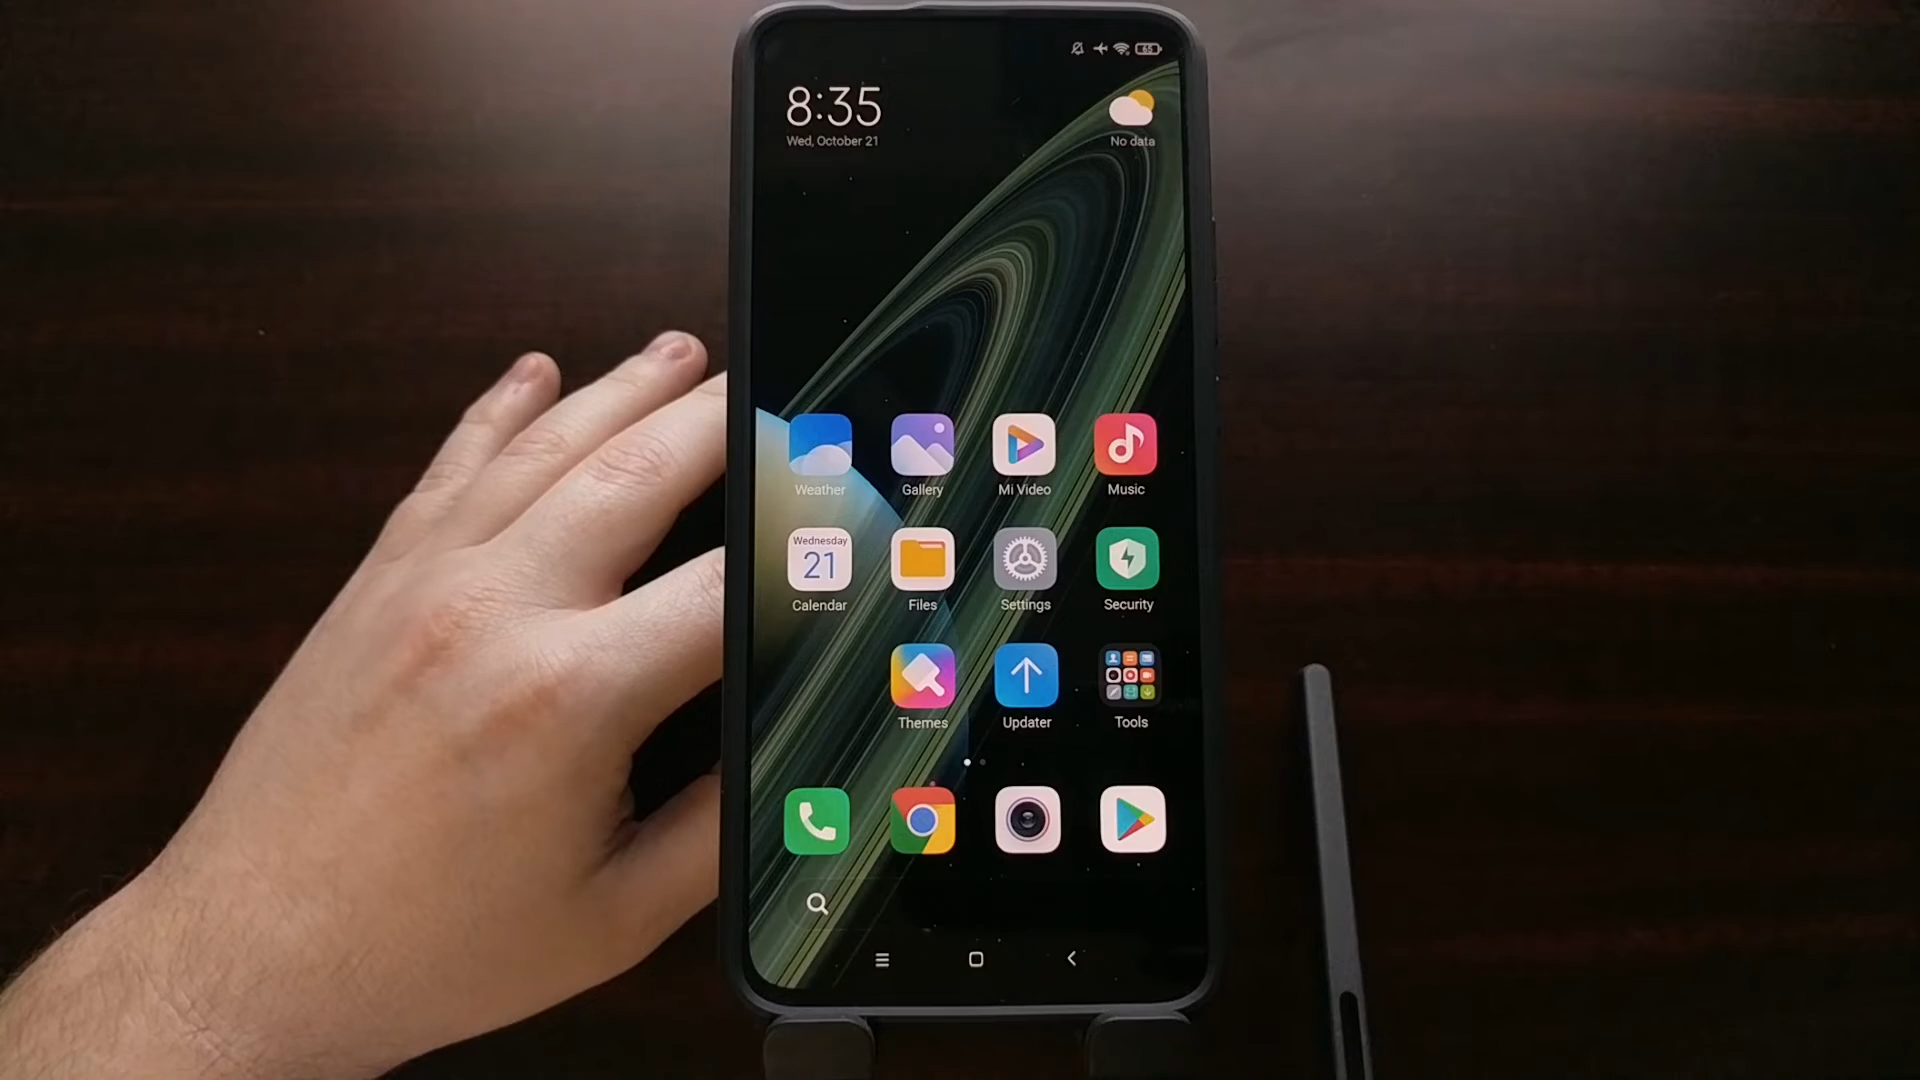 65
8:35
Wed, October 21
No data
Weather
Gallery
Mi Video
Music
Wednesday
21
Calendar
Files
Settings
Security
Themes
Updater
Tools